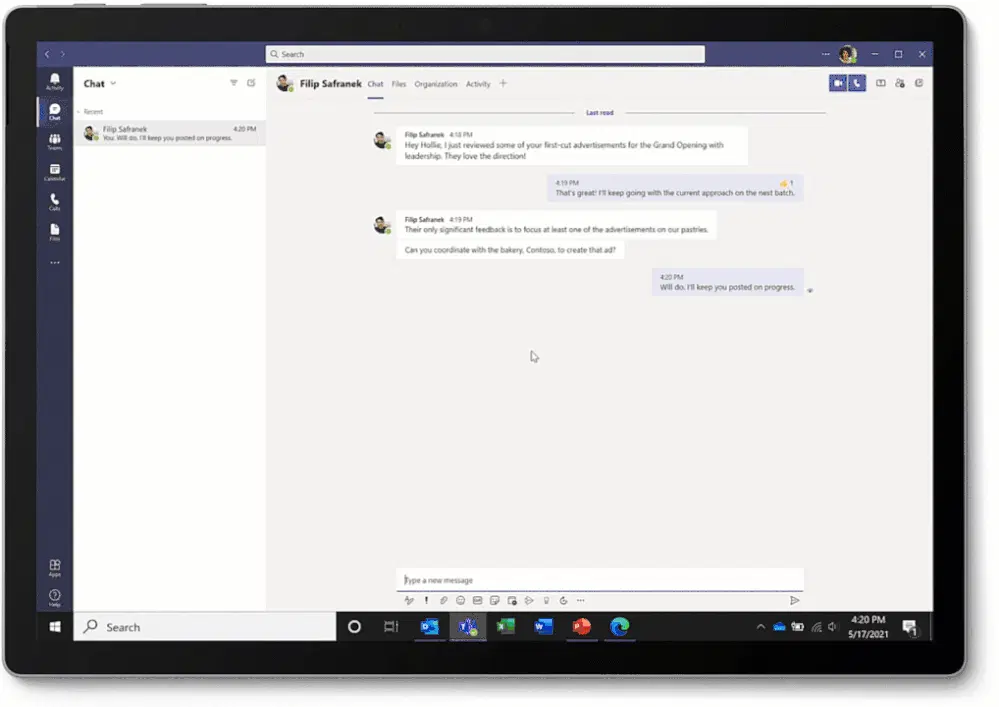 Search
Activity
Chat
Teams
Calendar
Calls
Files
Apps
Help
Chat
Recent
Filip Safranek 4:20 PM
You: Will do. I'll keep you posted on progress.
Filip Safranek Chat Files Organization Activity
Last read
Filip Safranek 4:18 PM
Hey Hollie, I just reviewed some of your first-cut advertisements for the Grand Opening with
leadership. They love the direction!
4:19 PM 1
That's great! I'll keep going with the current approach on the next batch.
Filip Safranek 4:19 PM
Their only significant feedback is to focus at least one of the advertisements on our pastries.
Can you coordinate with the bakery, Contoso, to create that ad?
4:20 PM
Will do. I'll keep you posted on progress.
Type a new message
Search
4:20 PM
5/17/2021
1